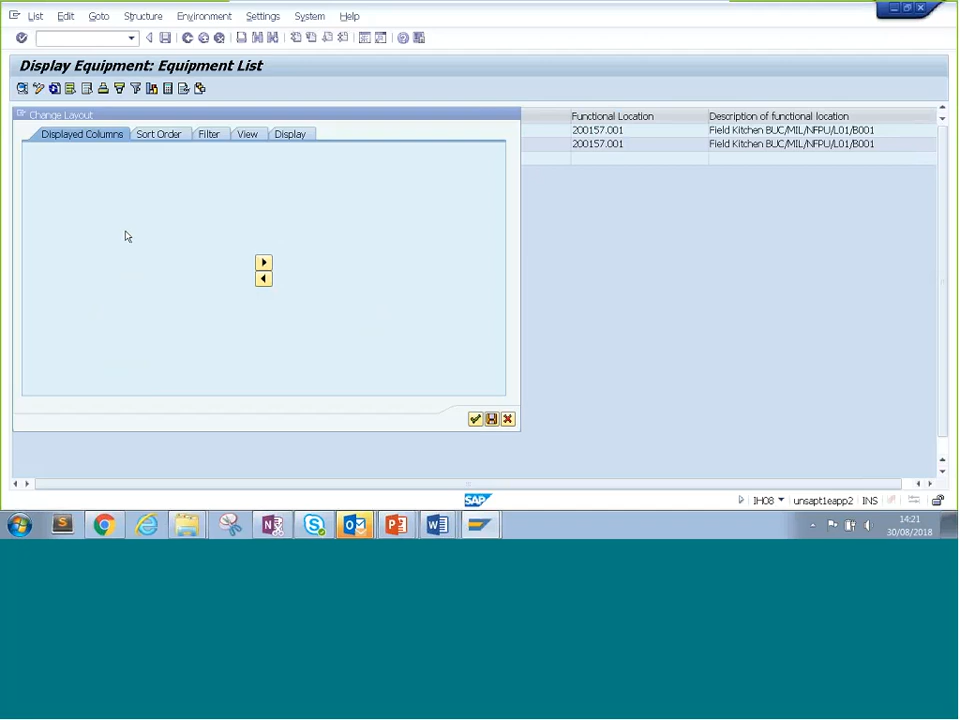 List Edit Goto Structure Environment Settings System Help
Display Equipment: Equipment List
Change Layout
Displayed Columns Sort Order Filter View Display
Functional Location Description of functional location
200157.001 Field Kitchen BUC/MIL/NFPU/L01/B001
200157.001 Field Kitchen BUC/MIL/NFPU/L01/B001
SAP
IH08 unsapt1eapp2 INS
14:21
30/08/2018